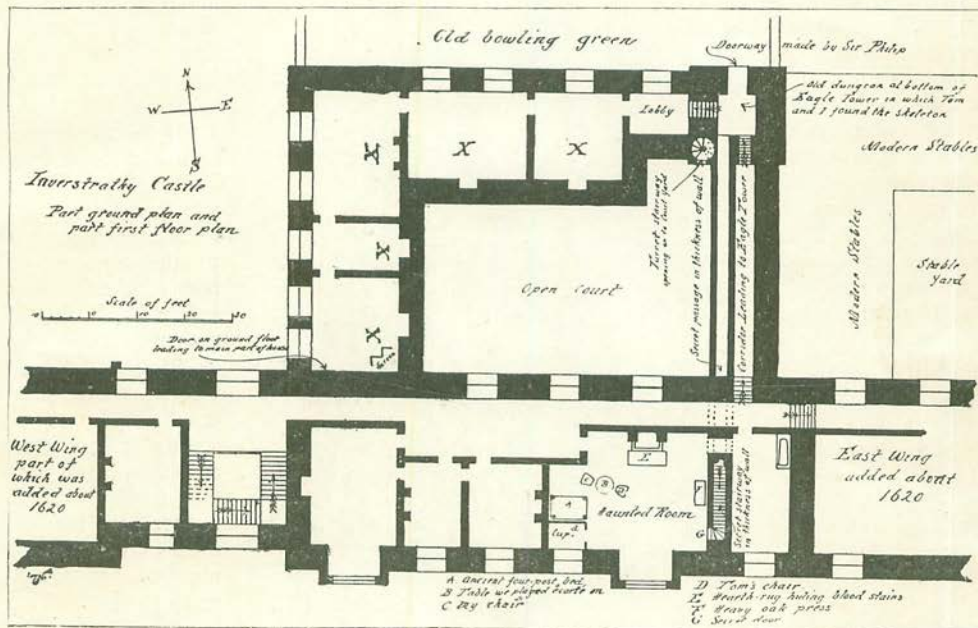 Old bowling green
Doorway made by Sir Philip
Old dungeon at bottom of
Eagle Tower in which Tom
and I found the skeleton
N
W E
S
Inverstrathy Castle
Part ground plan and
part first floor plan
Scale of feet
Door on ground floor
leading to main part of house
X
X
X
X
X
Screen
Lobby
Turret stairway
opening on to Court Yard
Secret passage in thickness of wall
Corridor Leading to Eagle Tower
Open Court
Modern Stables
Modern Stables
Stable
Yard
West Wing
part of
which was
added about
1620
East Wing
added about
1620
E
C
B
D
A
F
Haunted Room
Cup.d
G
Secret Stairway
in thickness of wall
A Ancient four-post bed
B Table we played écarté on
C My chair
D Tom's chair
E Hearth-rug hiding blood stains
F Heavy oak press
G Secret door